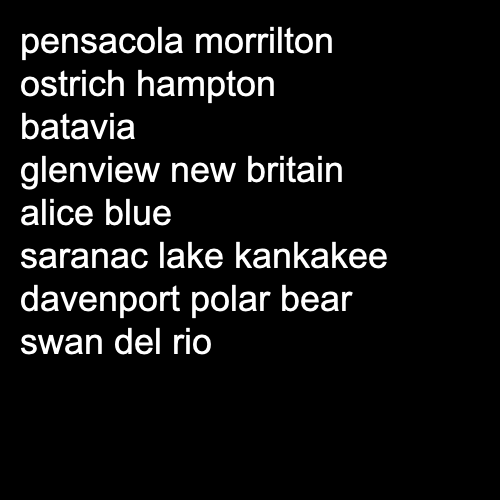 pensacola morrilton
ostrich hampton
batavia
glenview new britain
alice blue
saranac lake kankakee
davenport polar bear
swan del rio